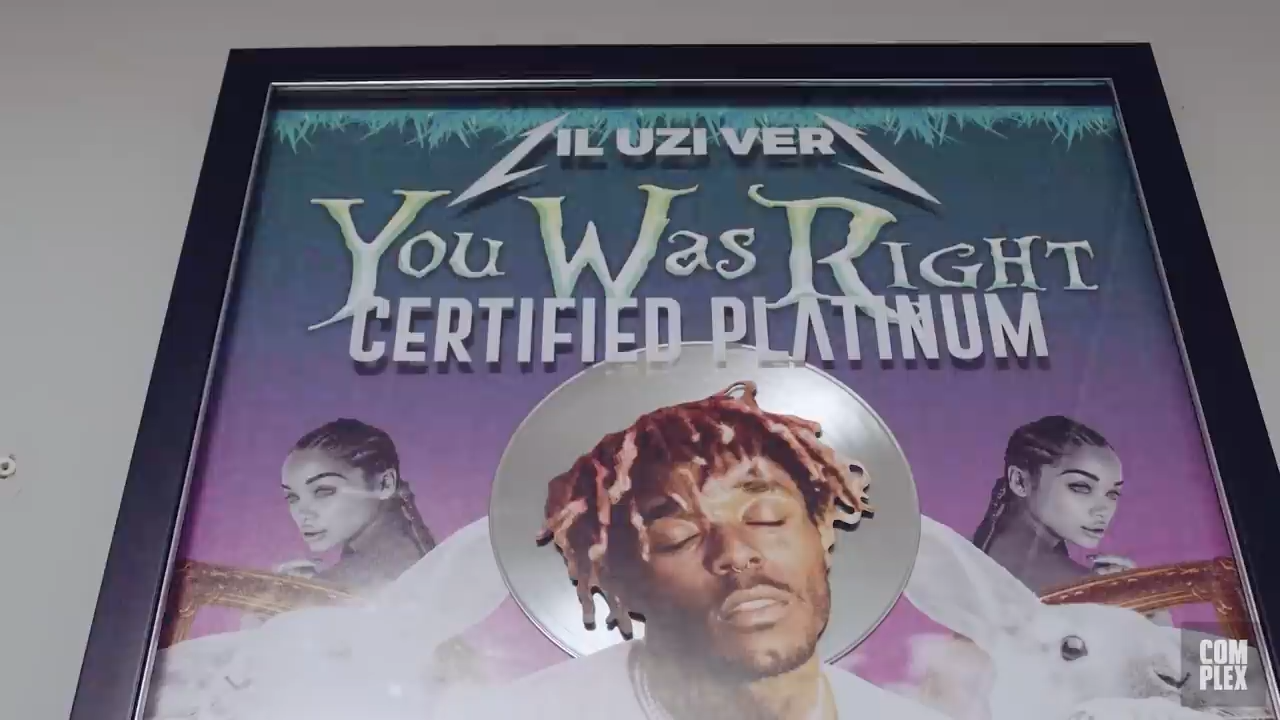 LIL UZI VERT
You Was Right
CERTIFIED PLATINUM
COM
PLEX